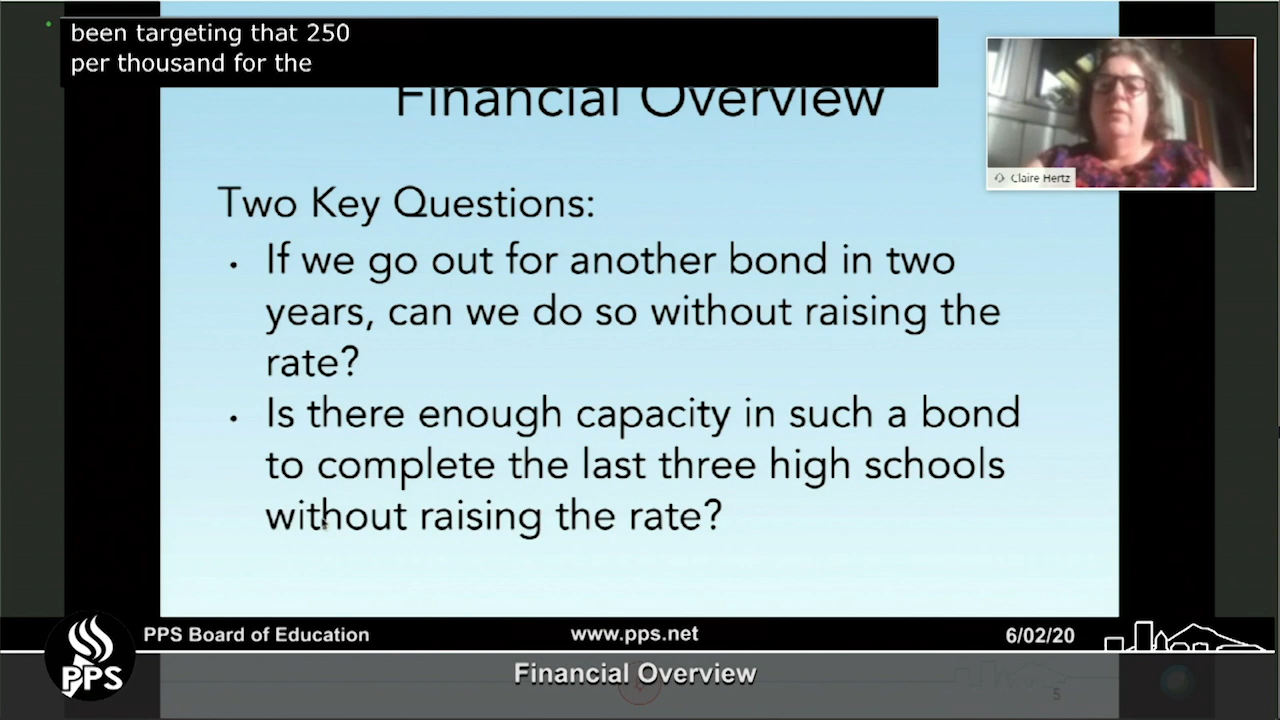 been targeting that 250
per thousand for the
Financial Overview
Claire Hertz
Two Key Questions:
• If we go out for another bond in two
years, can we do so without raising the
rate?
• Is there enough capacity in such a bond
to complete the last three high schools
without raising the rate?
PPS Board of Education
www.pps.net
6/02/20
PPS
Financial Overview
5